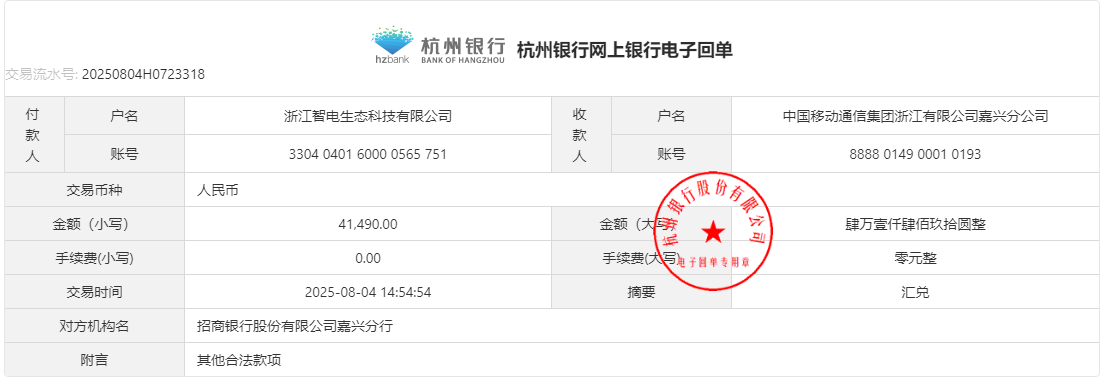 hzbank 杭州银行 BANK OF HANGZHOU 杭州银行网上银行电子回单
交易流水号: 20250804H0723318
付款人 户名 浙江智电生态科技有限公司 收款人 户名 中国移动通信集团浙江有限公司嘉兴分公司
账号 3304 0401 6000 0565 751 账号 8888 0149 0001 0193
交易币种 人民币
金额（小写） 41,490.00 金额（大写） 肆万壹仟肆佰玖拾圆整
手续费(小写) 0.00 手续费(大写) 零元整
交易时间 2025-08-04 14:54:54 摘要 汇兑
对方机构名 招商银行股份有限公司嘉兴分行
附言 其他合法款项
杭州银行股份有限公司
电子回单专用章